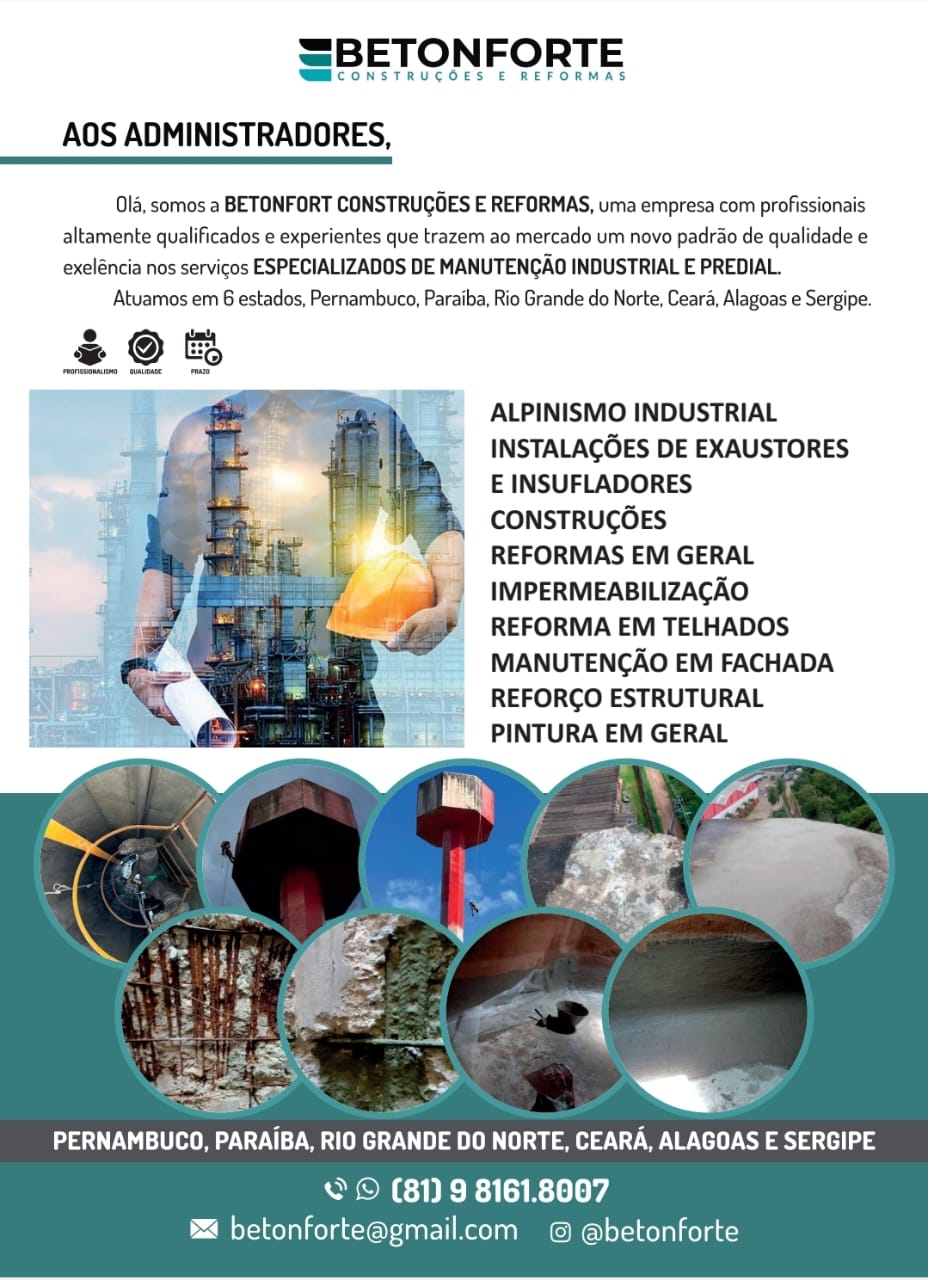 BETONFORTE
CONSTRUÇÕES E REFORMAS
AOS ADMINISTRADORES,
Olá, somos a BETONFORT CONSTRUÇÕES E REFORMAS, uma empresa com profissionais
altamente qualificados e experientes que trazem ao mercado um novo padrão de qualidade e
exelência nos serviços ESPECIALIZADOS DE MANUTENÇÃO INDUSTRIAL E PREDIAL.
Atuamos em 6 estados, Pernambuco, Paraíba, Rio Grande do Norte, Ceará, Alagoas e Sergipe.
PROFISSIONALISMO QUALIDADE PRAZO
ALPINISMO INDUSTRIAL
INSTALAÇÕES DE EXAUSTORES
E INSUFLADORES
CONSTRUÇÕES
REFORMAS EM GERAL
IMPERMEABILIZAÇÃO
REFORMA EM TELHADOS
MANUTENÇÃO EM FACHADA
REFORÇO ESTRUTURAL
PINTURA EM GERAL
PERNAMBUCO, PARAÍBA, RIO GRANDE DO NORTE, CEARÁ, ALAGOAS E SERGIPE
(81) 9 8161.8007
betonforte@gmail.com @betonforte